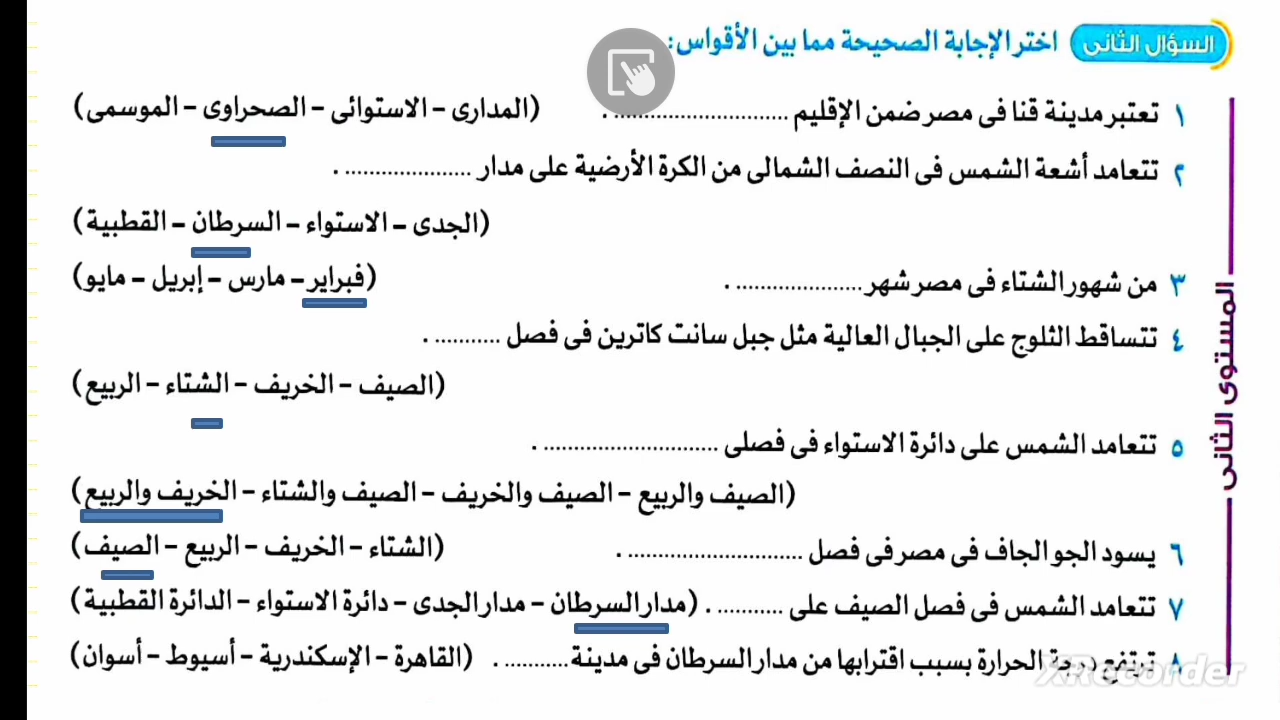 السؤال الثانى اختر الإجابة الصحيحة مما بين الأقواس:
١ تعتبر مدينة قنا فى مصر ضمن الإقليم .......................... . (المدارى - الاستوائى - الصحراوى - الموسمى)
٢ تتعامد أشعة الشمس فى النصف الشمالى من الكرة الأرضية على مدار .................... .
(الجدى - الاستواء - السرطان - القطبية)
٣ من شهور الشتاء فى مصر شهر .................... . (فبراير - مارس - إبريل - مايو)
٤ تتساقط الثلوج على الجبال العالية مثل جبل سانت كاترين فى فصل ........... .
(الصيف - الخريف - الشتاء - الربيع)
٥ تتعامد الشمس على دائرة الاستواء فى فصلى ............................ .
(الصيف والربيع - الصيف والخريف - الصيف والشتاء - الخريف والربيع)
٦ يسود الجو الجاف فى مصر فى فصل ............................ . (الشتاء - الخريف - الربيع - الصيف)
٧ تتعامد الشمس فى فصل الصيف على ........... . (مدار السرطان - مدار الجدى - دائرة الاستواء - الدائرة القطبية)
٨ ترتفع درجة الحرارة بسبب اقترابها من مدار السرطان فى مدينة ........... . (القاهرة - الإسكندرية - أسيوط - أسوان)
المستوى الثانى
XRecorder